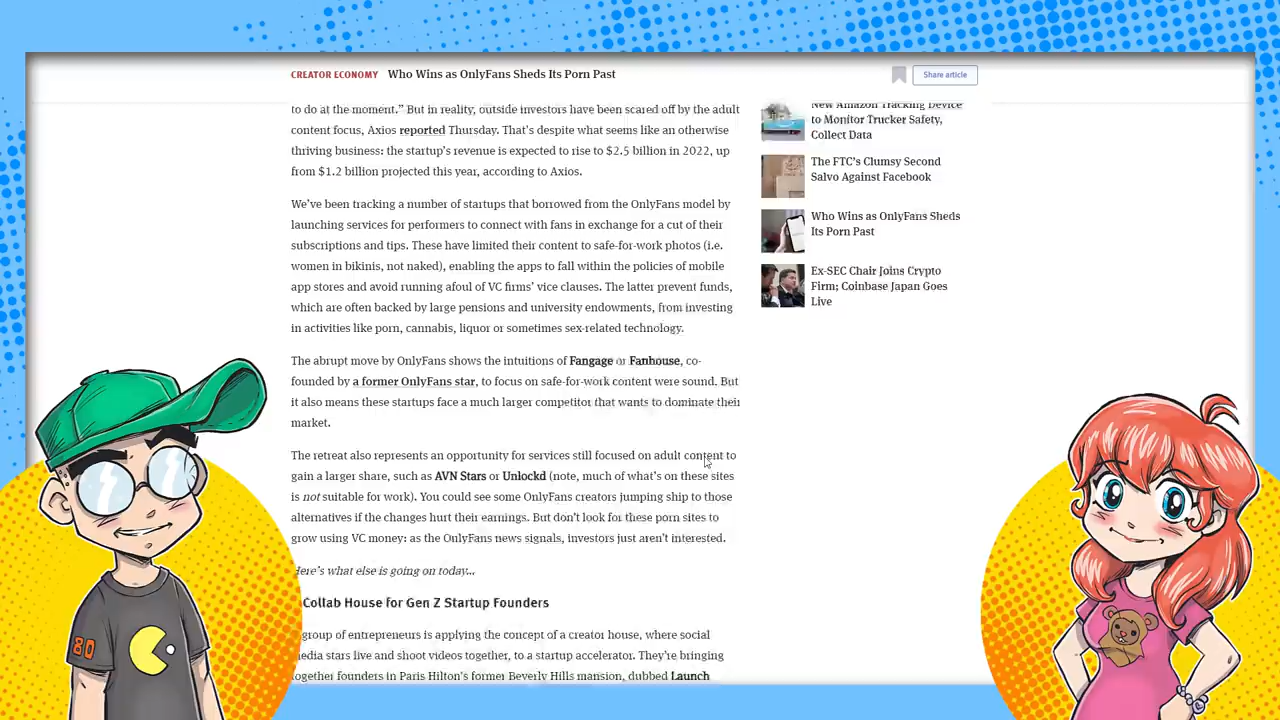 CREATOR ECONOMY Who Wins as OnlyFans Sheds Its Porn Past
Share article
to do at the moment.” But in reality, outside investors have been scared off by the adult
content focus, Axios reported Thursday. That’s despite what seems like an otherwise
thriving business: the startup’s revenue is expected to rise to $2.5 billion in 2022, up
from $1.2 billion projected this year, according to Axios.
We’ve been tracking a number of startups that borrowed from the OnlyFans model by
launching services for performers to connect with fans in exchange for a cut of their
subscriptions and tips. These have limited their content to safe-for-work photos (i.e.
women in bikinis, not naked), enabling the apps to fall within the policies of mobile
app stores and avoid running afoul of VC firms’ vice clauses. The latter prevent funds,
which are often backed by large pensions and university endowments, from investing
in activities like porn, cannabis, liquor or sometimes sex-related technology.
The abrupt move by OnlyFans shows the intuitions of Fangage or Fanhouse, co-
founded by a former OnlyFans star, to focus on safe-for-work content were sound. But
it also means these startups face a much larger competitor that wants to dominate their
market.
The retreat also represents an opportunity for services still focused on adult content to
gain a larger share, such as AVN Stars or Unlockd (note, much of what’s on these sites
is not suitable for work). You could see some OnlyFans creators jumping ship to those
alternatives if the changes hurt their earnings. But don’t look for these porn sites to
grow using VC money: as the OnlyFans news signals, investors just aren’t interested.
Here’s what else is going on today...
Collab House for Gen Z Startup Founders
group of entrepreneurs is applying the concept of a creator house, where social
media stars live and shoot videos together, to a startup accelerator. They’re bringing
together founders in Paris Hilton’s former Beverly Hills mansion, dubbed Launch
New Amazon Tracking Device
to Monitor Trucker Safety,
Collect Data
The FTC’s Clumsy Second
Salvo Against Facebook
Who Wins as OnlyFans Sheds
Its Porn Past
Ex-SEC Chair Joins Crypto
Firm; Coinbase Japan Goes
Live
80